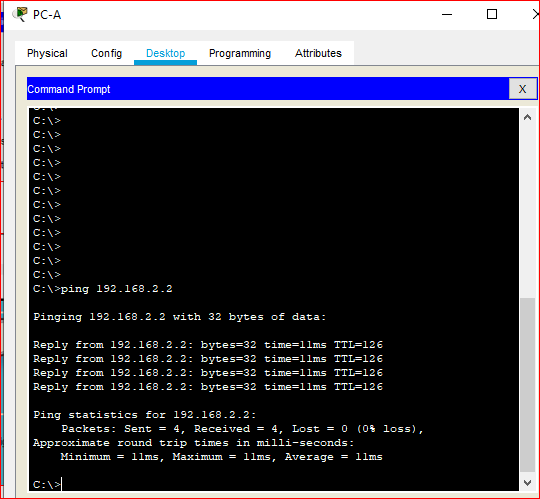 PC-A
Physical Config Desktop Programming Attributes
Command Prompt X
C:\>
C:\>
C:\>
C:\>
C:\>
C:\>
C:\>
C:\>
C:\>
C:\>
C:\>
C:\>
C:\>
C:\>ping 192.168.2.2
Pinging 192.168.2.2 with 32 bytes of data:
Reply from 192.168.2.2: bytes=32 time=11ms TTL=126
Reply from 192.168.2.2: bytes=32 time=11ms TTL=126
Reply from 192.168.2.2: bytes=32 time=11ms TTL=126
Reply from 192.168.2.2: bytes=32 time=11ms TTL=126
Ping statistics for 192.168.2.2:
Packets: Sent = 4, Received = 4, Lost = 0 (0% loss),
Approximate round trip times in milli-seconds:
Minimum = 11ms, Maximum = 11ms, Average = 11ms
C:\>